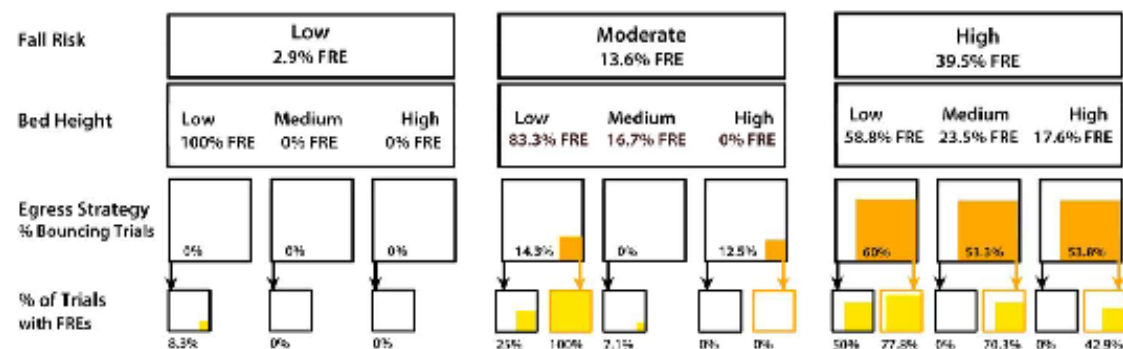 Fall Risk
Low
2.9% FRE
Moderate
13.6% FRE
High
39.5% FRE
Bed Height
Low Medium High
100% FRE 0% FRE 0% FRE
Low Medium High
83.3% FRE 16.7% FRE 0% FRE
Low Medium High
58.8% FRE 23.5% FRE 17.6% FRE
Egress Strategy
% Bouncing Trials
0% 0% 0%
14.3% 0% 12.5%
60% 53.3% 53.8%
% of Trials
with FREs
8.3% 0% 0%
25% 100% 7.1% 0% 0%
50% 77.8% 0% 0% 42.9%